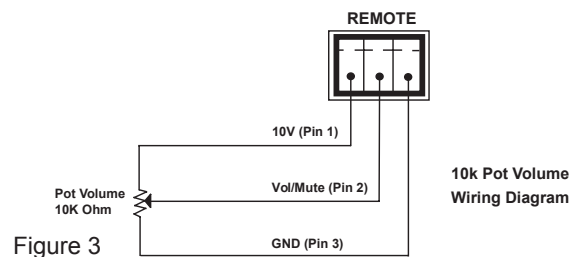 REMOTE
10V (Pin 1)
Pot Volume
10K Ohm
Vol/Mute (Pin 2)
10k Pot Volume
Wiring Diagram
GND (Pin 3)
Figure 3